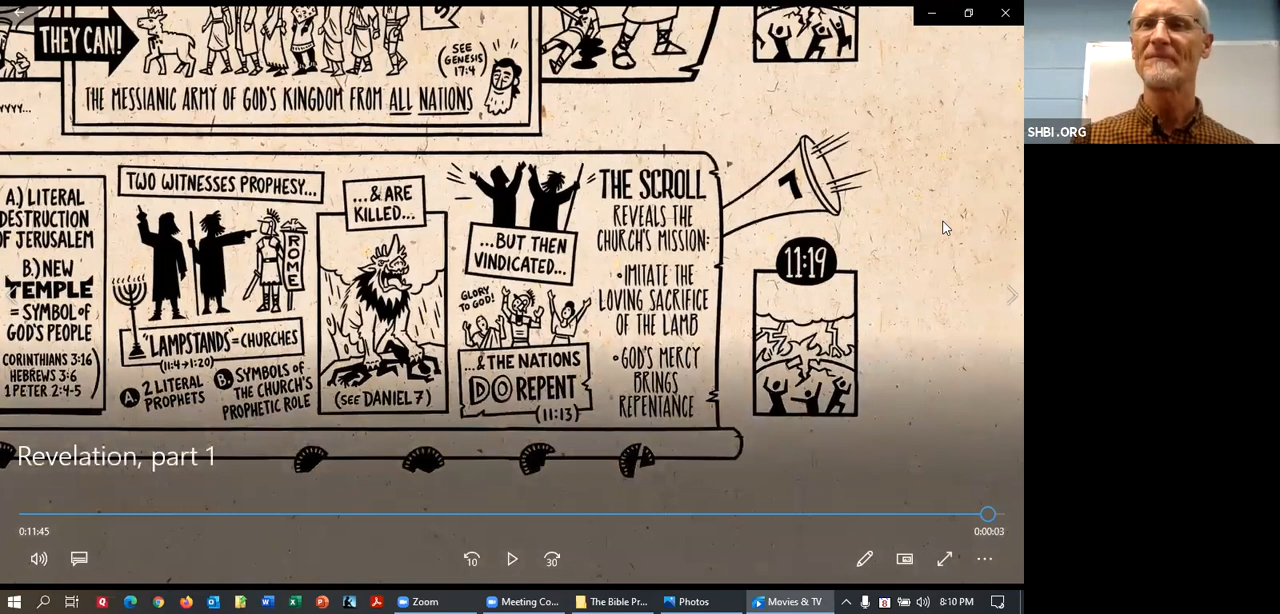 THEY CAN!
(SEE
GENESIS
17:4)
THE MESSIANIC ARMY OF GOD'S KINGDOM FROM ALL NATIONS
A.) LITERAL
DESTRUCTION
OF JERUSALEM
B.) NEW
TEMPLE
= SYMBOL OF
GOD'S PEOPLE
CORINTHIANS 3:16
HEBREWS 3:6
1 PETER 2:4-5
TWO WITNESSES PROPHESY...
ROME
"LAMPSTANDS" = CHURCHES
(11:4→1:20)
A. 2 LITERAL
PROPHETS
B. SYMBOLS OF
THE CHURCH'S
PROPHETIC ROLE
...& ARE
KILLED...
(SEE DANIEL 7)
...BUT THEN
VINDICATED...
GLORY
TO GOD!
...& THE NATIONS
DO REPENT
(11:13)
THE SCROLL
REVEALS THE
CHURCH'S MISSION:
• IMITATE THE
LOVING SACRIFICE
OF THE LAMB
• GOD'S MERCY
BRINGS
REPENTANCE
7
11:19
SHBI.ORG
Revelation, part 1
0:11:45
0:00:03
10
30
Zoom
Meeting Co...
The Bible Pr...
Photos
Movies & TV
8:10 PM